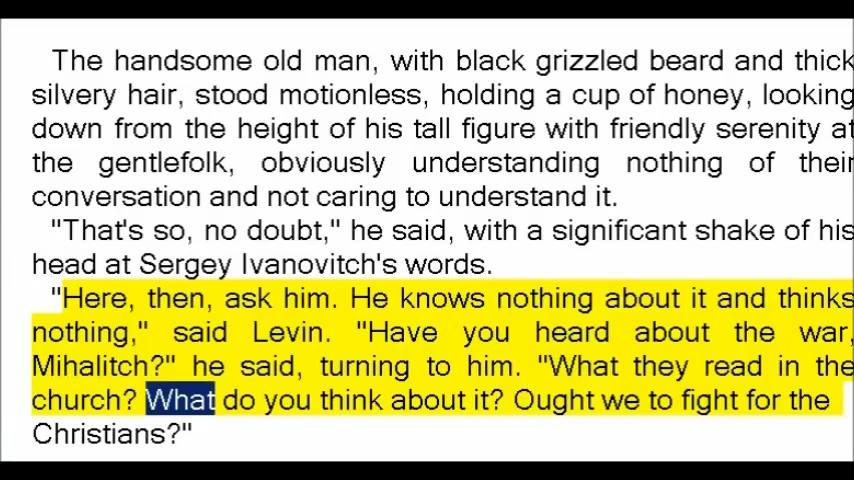 The handsome old man, with black grizzled beard and thick
silvery hair, stood motionless, holding a cup of honey, looking
down from the height of his tall figure with friendly serenity at
the gentlefolk, obviously understanding nothing of their
conversation and not caring to understand it.
"That's so, no doubt," he said, with a significant shake of his
head at Sergey Ivanovitch's words.
"Here, then, ask him. He knows nothing about it and thinks
nothing," said Levin. "Have you heard about the war,
Mihalitch?" he said, turning to him. "What they read in the
church? What do you think about it? Ought we to fight for the
Christians?"